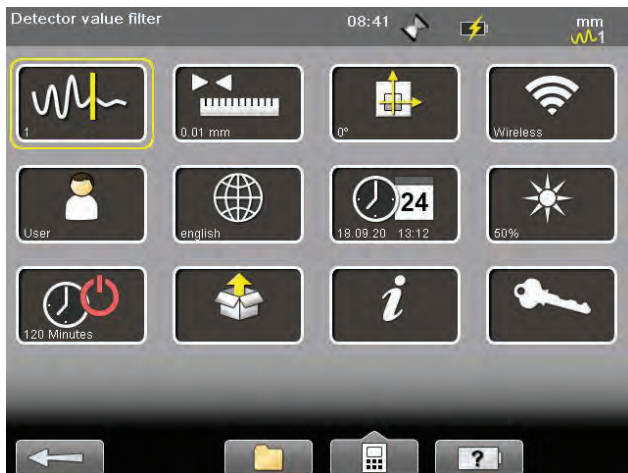 Detector value filter 08:41 mm
1
1 0.01 mm 0° Wireless
24
User english 18.09.20 13:12 50%
120 Minutes
i
?